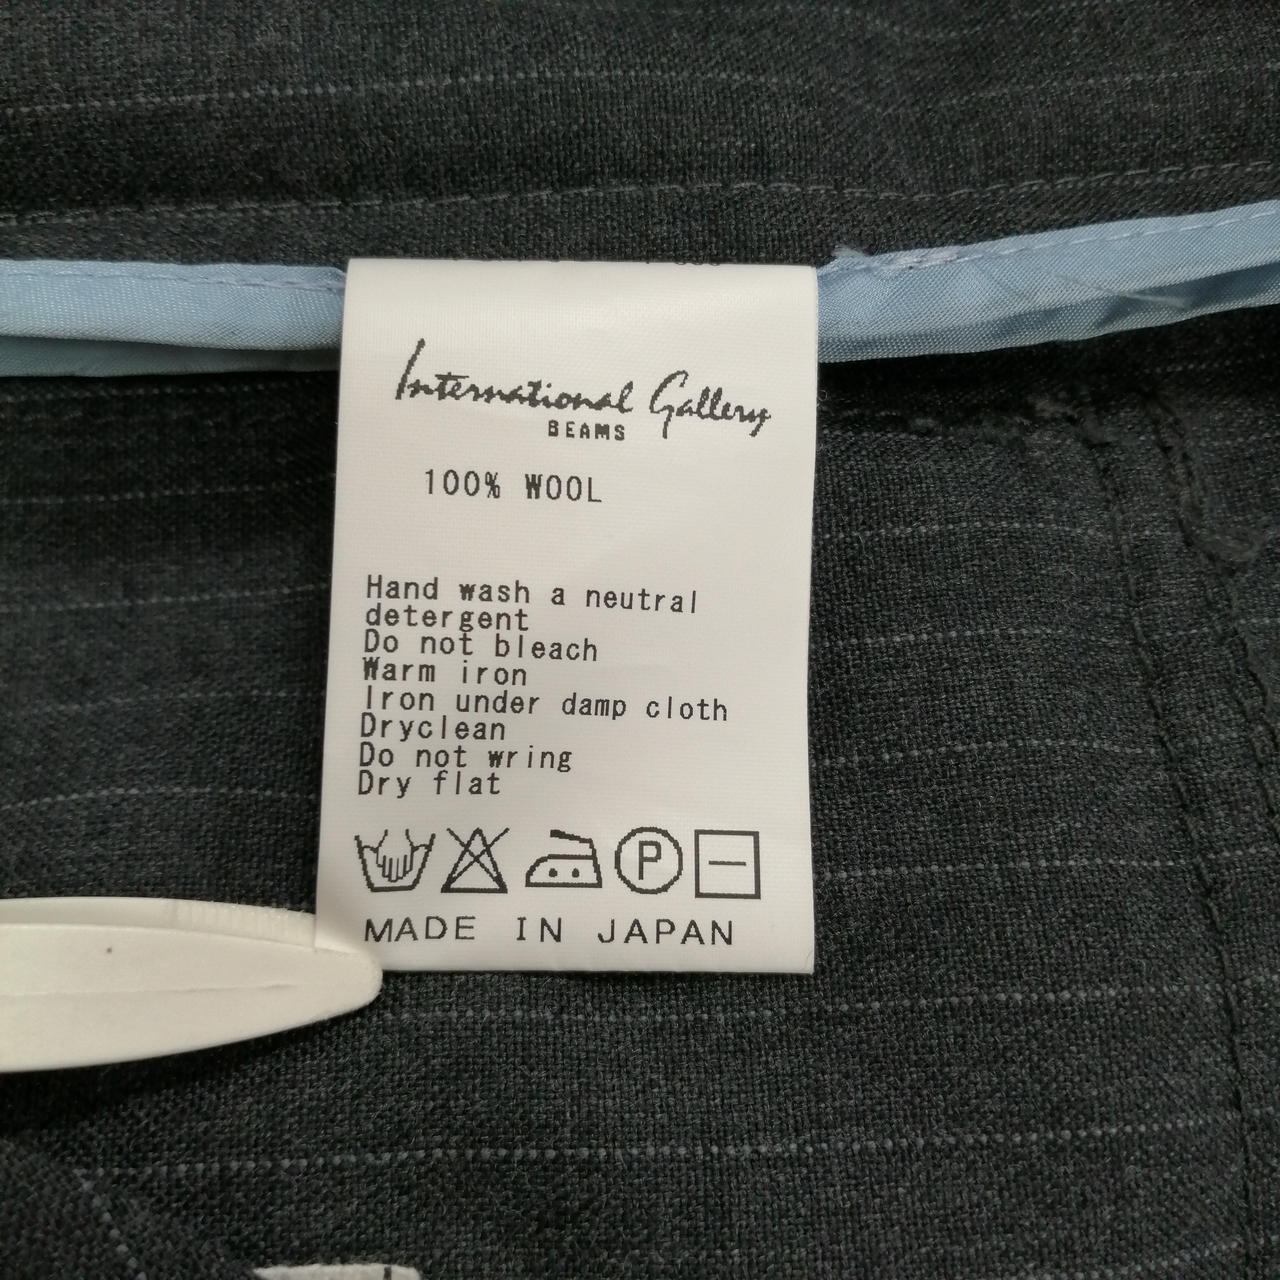 International Gallery
BEAMS
100% WOOL
Hand wash a neutral
detergent
Do not bleach
Warm iron
Iron under damp cloth
Dryclean
Do not wring
Dry flat
P
MADE IN JAPAN